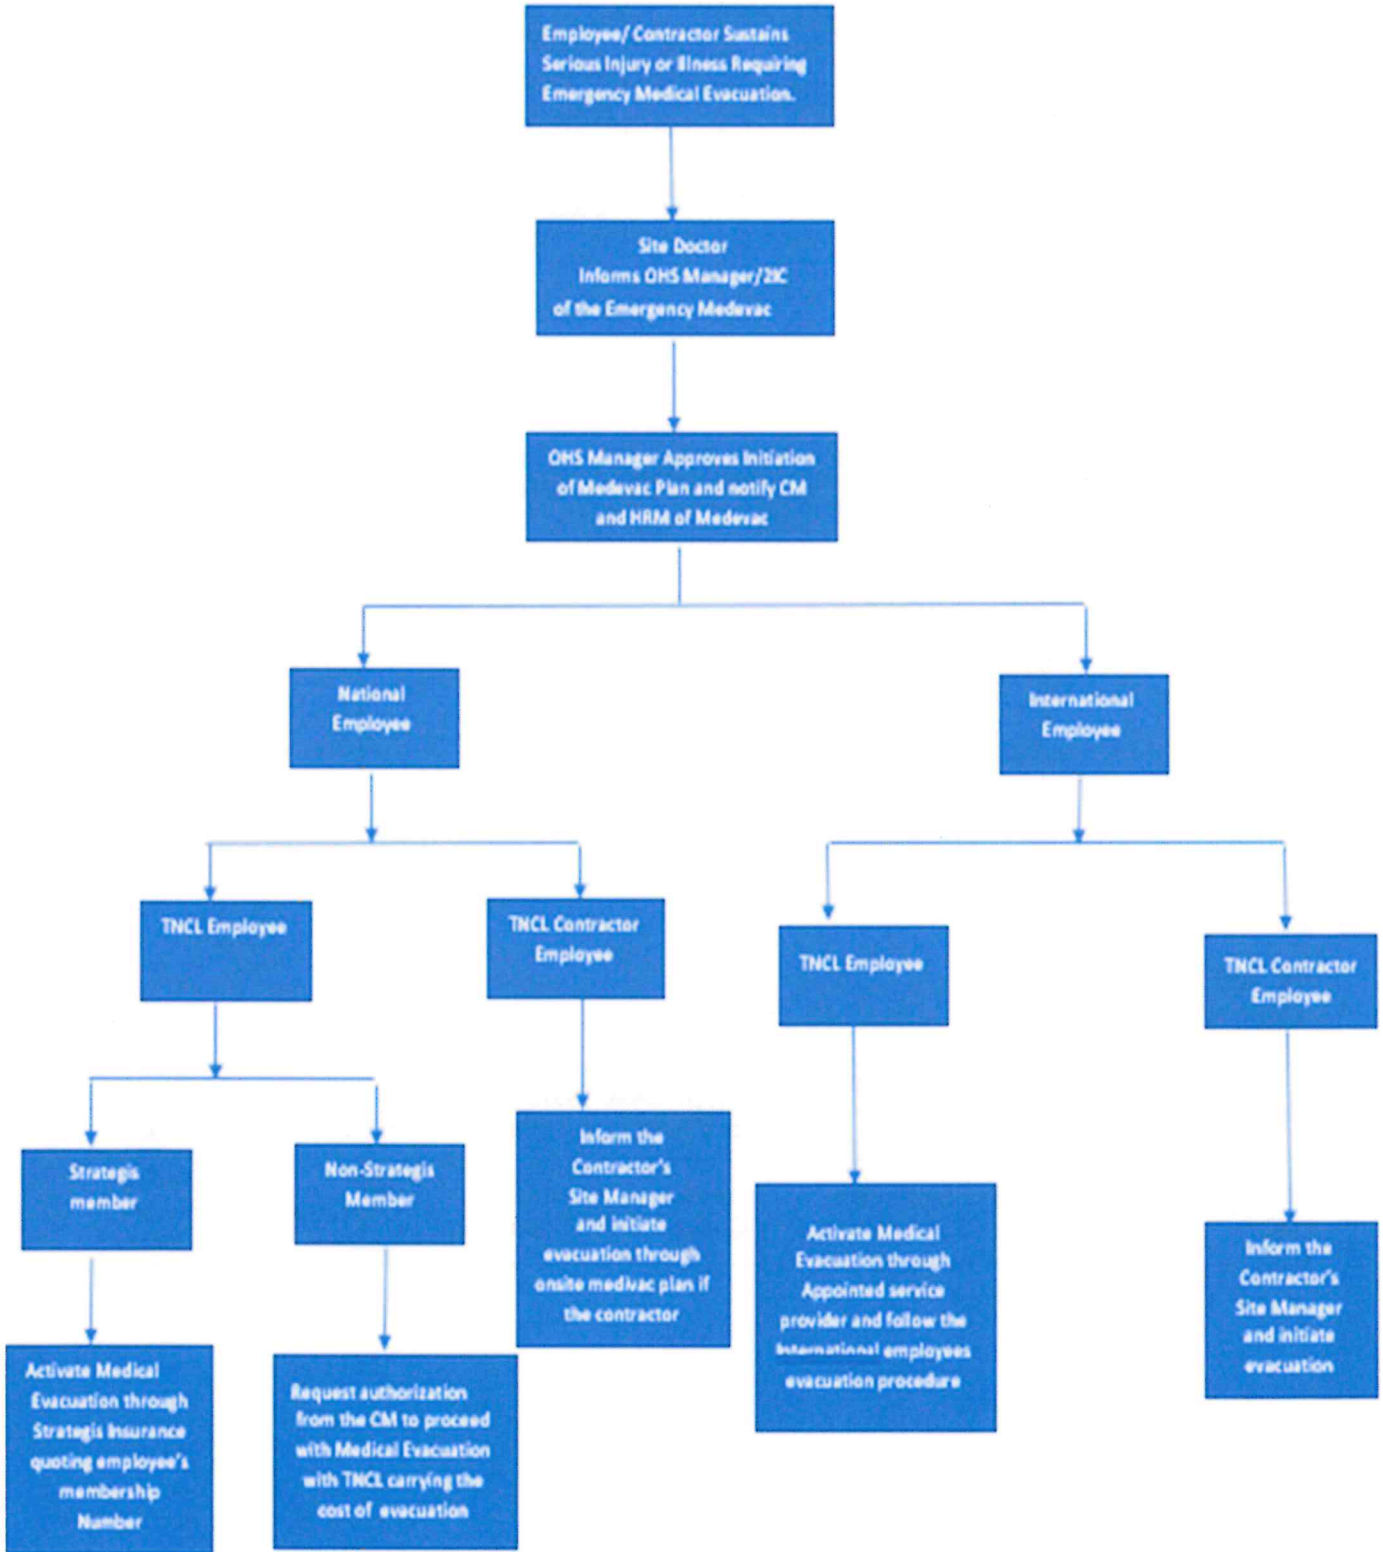 Employee/ Contractor Sustains
Serious Injury or Illness Requiring
Emergency Medical Evacuation.
Site Doctor
Informs OHS Manager/2IC
of the Emergency Medevac
OHS Manager Approves Initiation
of Medevac Plan and notify CM
and HRM of Medevac
National
Employee
International
Employee
TNCL Employee
TNCL Contractor
Employee
TNCL Employee
TNCL Contractor
Employee
Strategis
member
Non-Strategis
Member
Inform the
Contractor's
Site Manager
and initiate
evacuation through
onsite medivac plan if
the contractor
Activate Medical
Evacuation through
Appointed service
provider and follow the
International employees
evacuation procedure
Inform the
Contractor's
Site Manager
and initiate
evacuation
Activate Medical
Evacuation through
Strategis Insurance
quoting employee's
membership
Number
Request authorization
from the CM to proceed
with Medical Evacuation
with TNCL carrying the
cost of evacuation